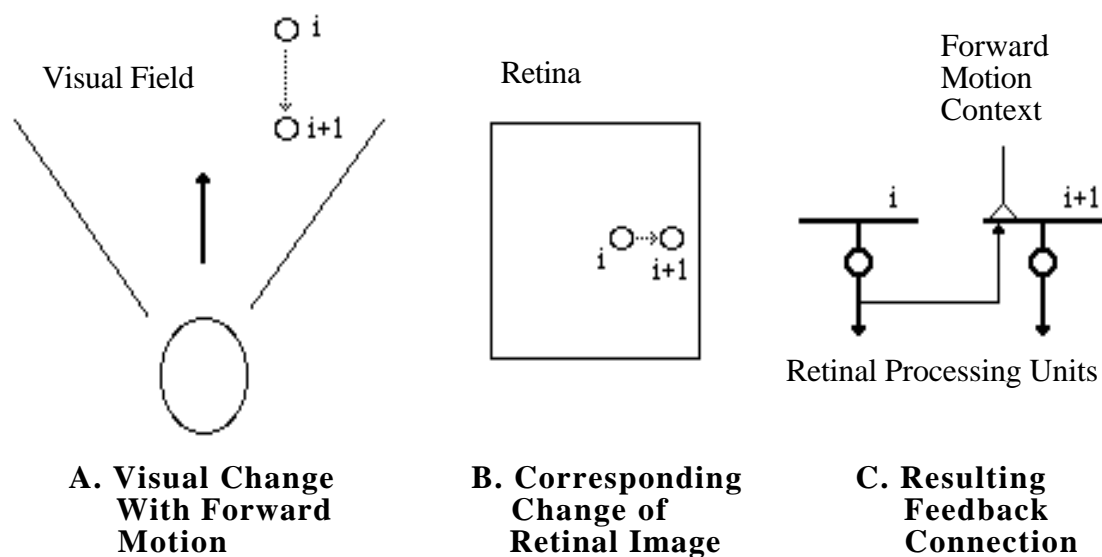 Visual Field
i
i+1
Retina
i
i+1
Forward
Motion
Context
i
i+1
Retinal Processing Units
A. Visual Change
With Forward
Motion
B. Corresponding
Change of
Retinal Image
C. Resulting
Feedback
Connection